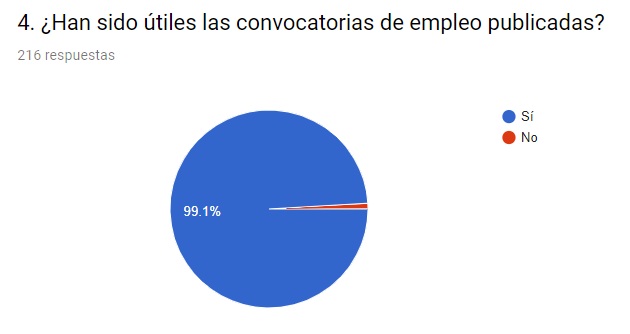 4. ¿Han sido útiles las convocatorias de empleo publicadas?
216 respuestas
Sí
No
99.1%